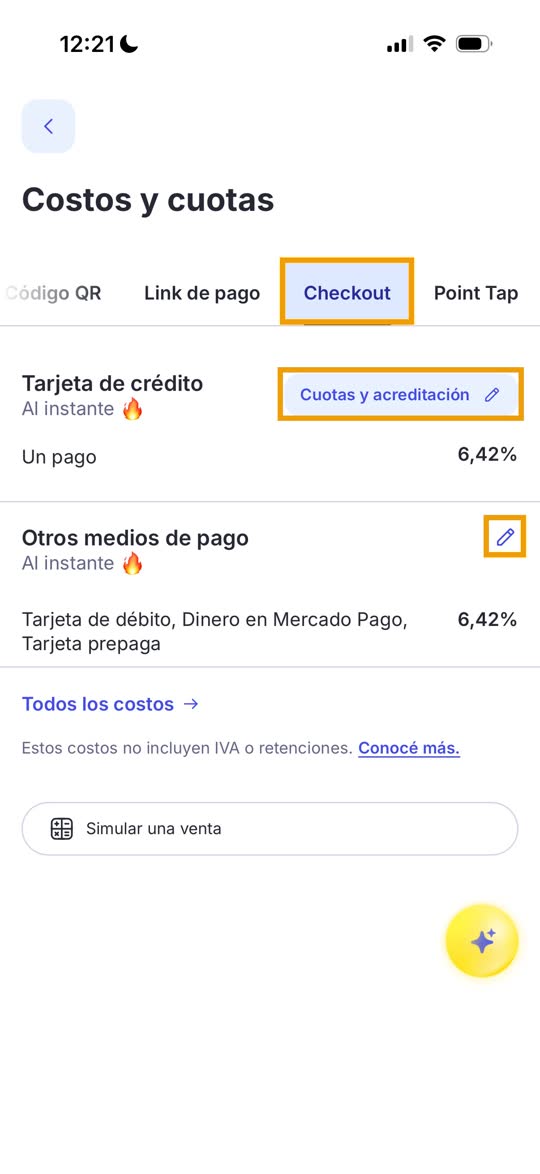 12:21
Costos y cuotas
Código QR Link de pago Checkout Point Tap
Tarjeta de crédito
Al instante 🔥
Cuotas y acreditación
Un pago 6,42%
Otros medios de pago
Al instante 🔥
Tarjeta de débito, Dinero en Mercado Pago, 6,42%
Tarjeta prepaga
Todos los costos →
Estos costos no incluyen IVA o retenciones. Conocé más.
Simular una venta